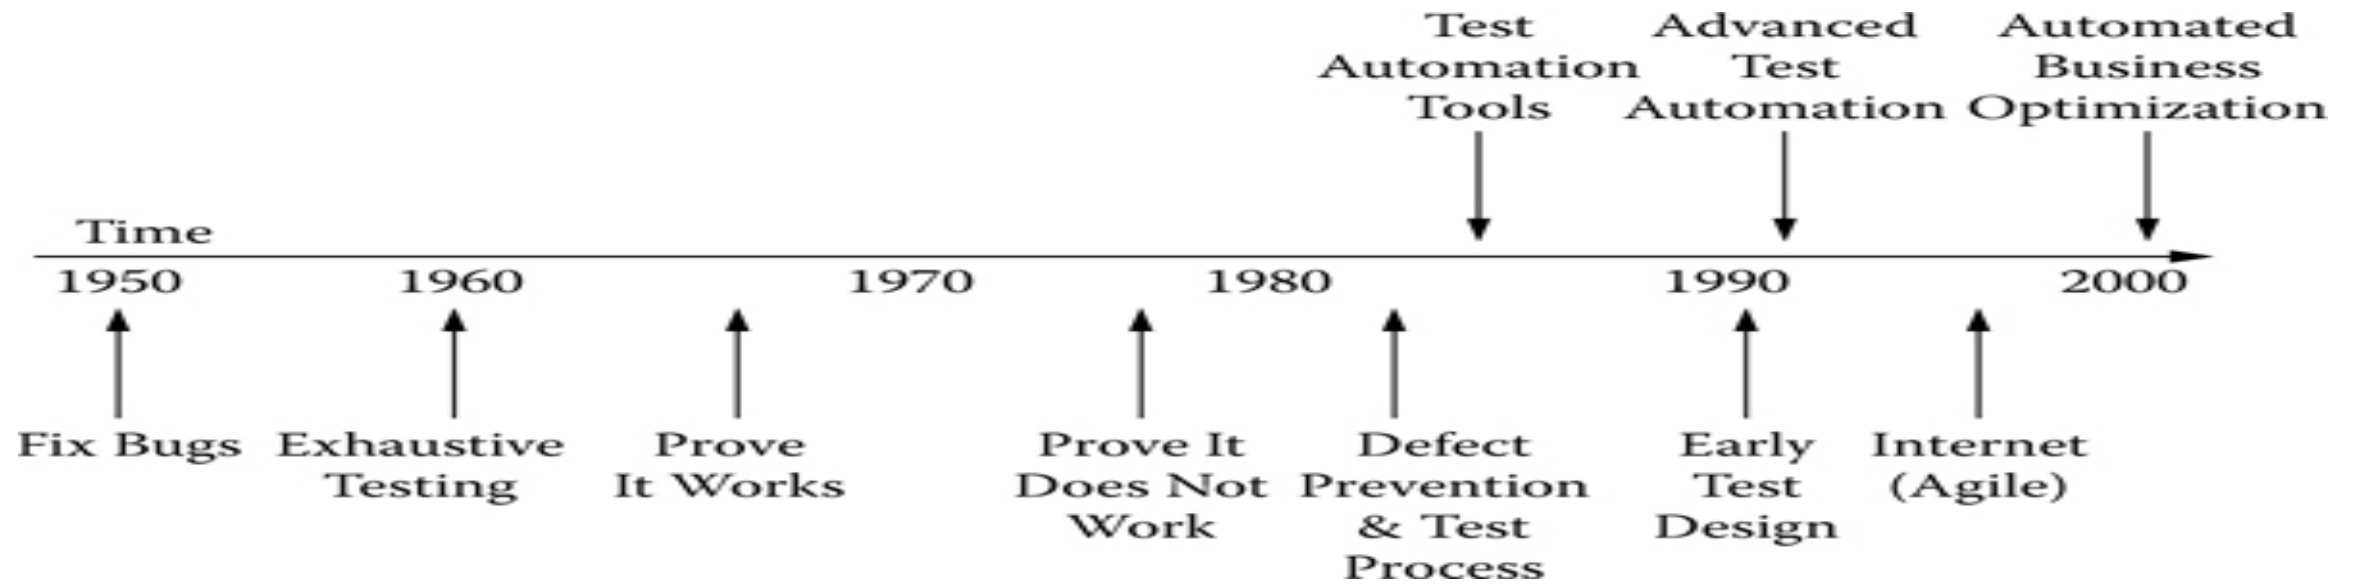 Test Automation Tools
Advanced Test Automation
Automated Business Optimization
Time
1950 1960 1970 1980 1990 2000
Fix Bugs
Exhaustive Testing
Prove It Works
Prove It Does Not Work
Defect Prevention & Test Process
Early Test Design
Internet (Agile)